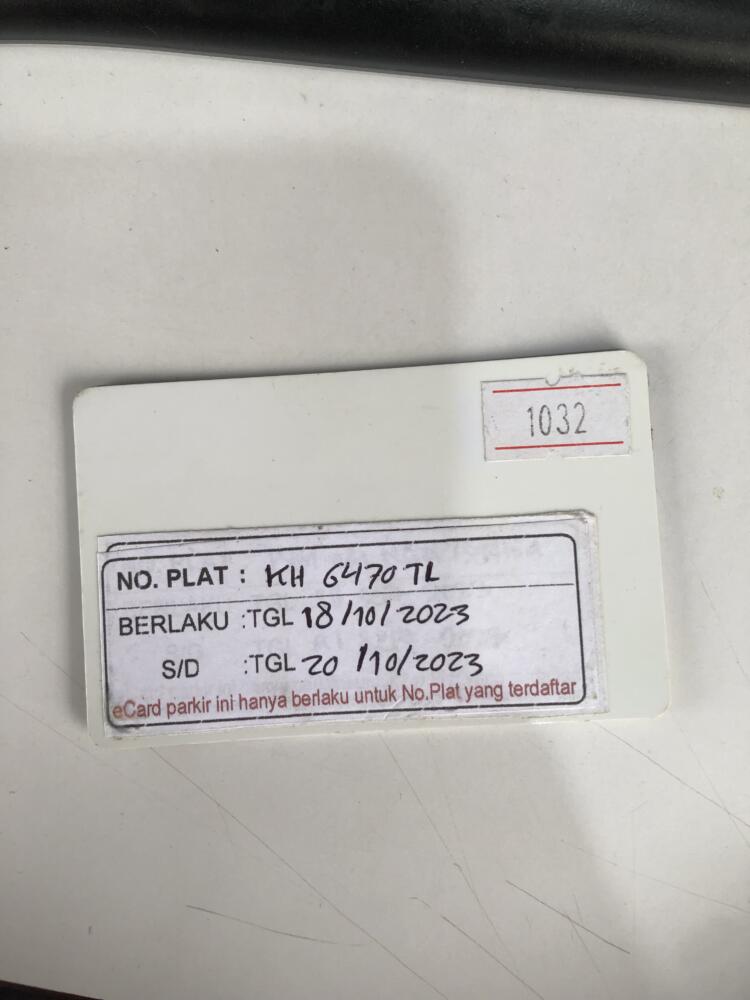 1032
NO. PLAT : KH 6470 TL
BERLAKU :TGL 18/10/2023
S/D :TGL 20/10/2023
eCard parkir ini hanya berlaku untuk No.Plat yang terdaftar